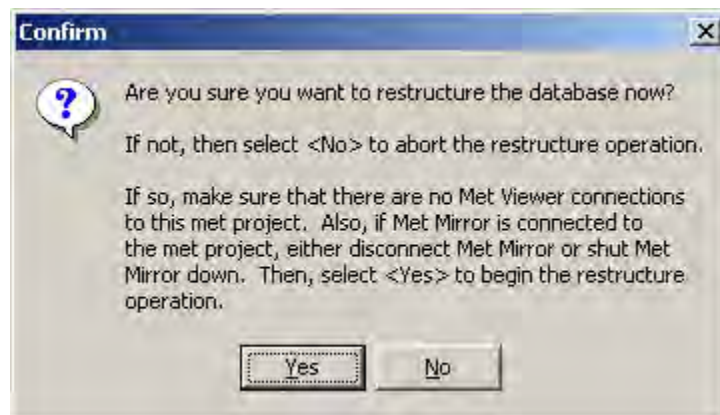 Confirm
Are you sure you want to restructure the database now?
If not, then select <No> to abort the restructure operation.
If so, make sure that there are no Met Viewer connections
to this met project.  Also, if Met Mirror is connected to
the met project, either disconnect Met Mirror or shut Met
Mirror down.  Then, select <Yes> to begin the restructure
operation.
Yes
No